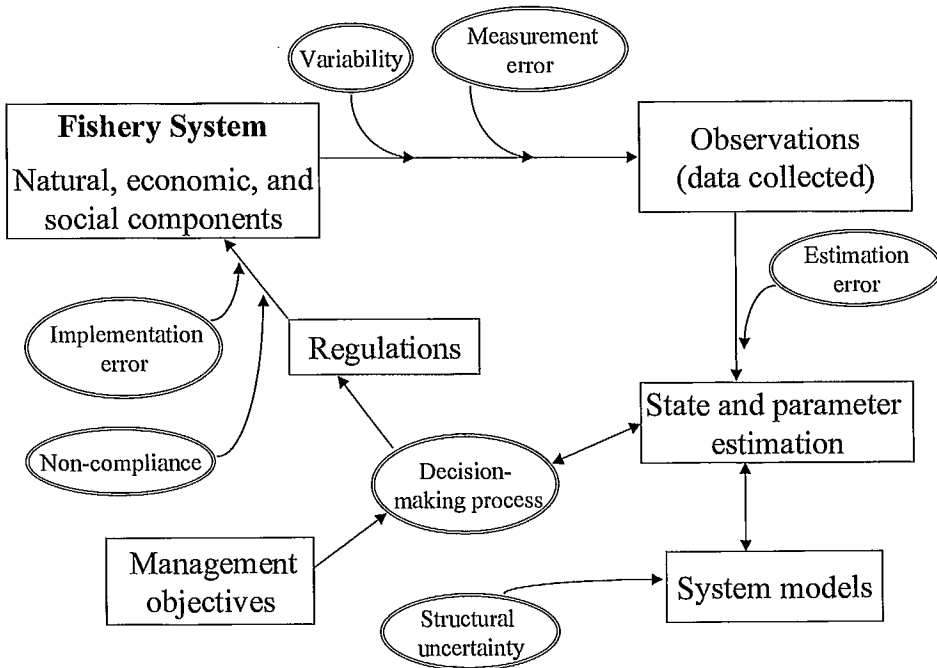 Variability
Measurement
error
Fishery System
Natural, economic, and
social components
Observations
(data collected)
Estimation
error
Implementation
error
Regulations
State and parameter
estimation
Non-compliance
Decision-
making process
Management
objectives
System models
Structural
uncertainty